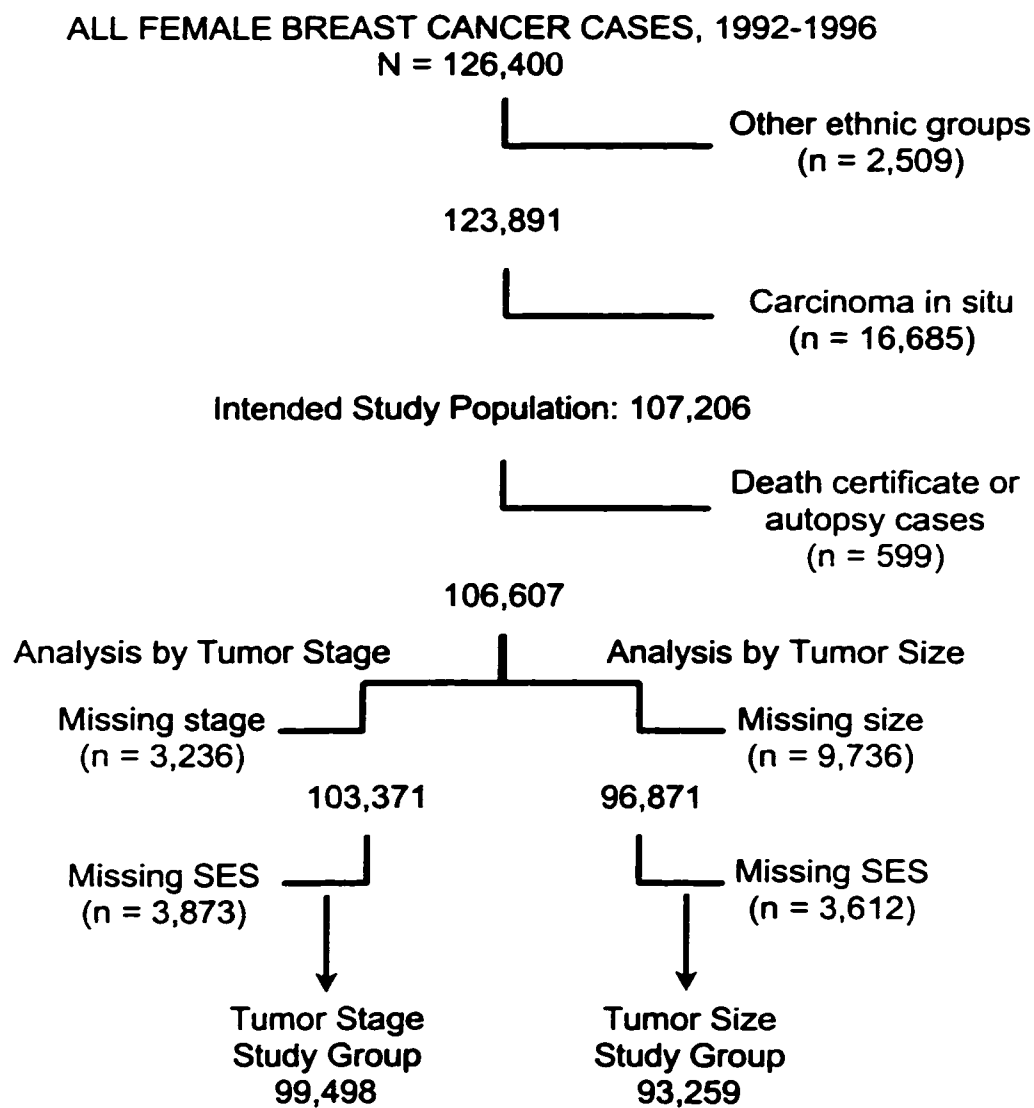 ALL FEMALE BREAST CANCER CASES, 1992-1996
N = 126,400
Other ethnic groups
(n = 2,509)
123,891
Carcinoma in situ
(n = 16,685)
Intended Study Population: 107,206
Death certificate or
autopsy cases
(n = 599)
106,607
Analysis by Tumor Stage
Analysis by Tumor Size
Missing stage
(n = 3,236)
Missing size
(n = 9,736)
103,371
96,871
Missing SES
(n = 3,873)
Missing SES
(n = 3,612)
Tumor Stage
Study Group
99,498
Tumor Size
Study Group
93,259